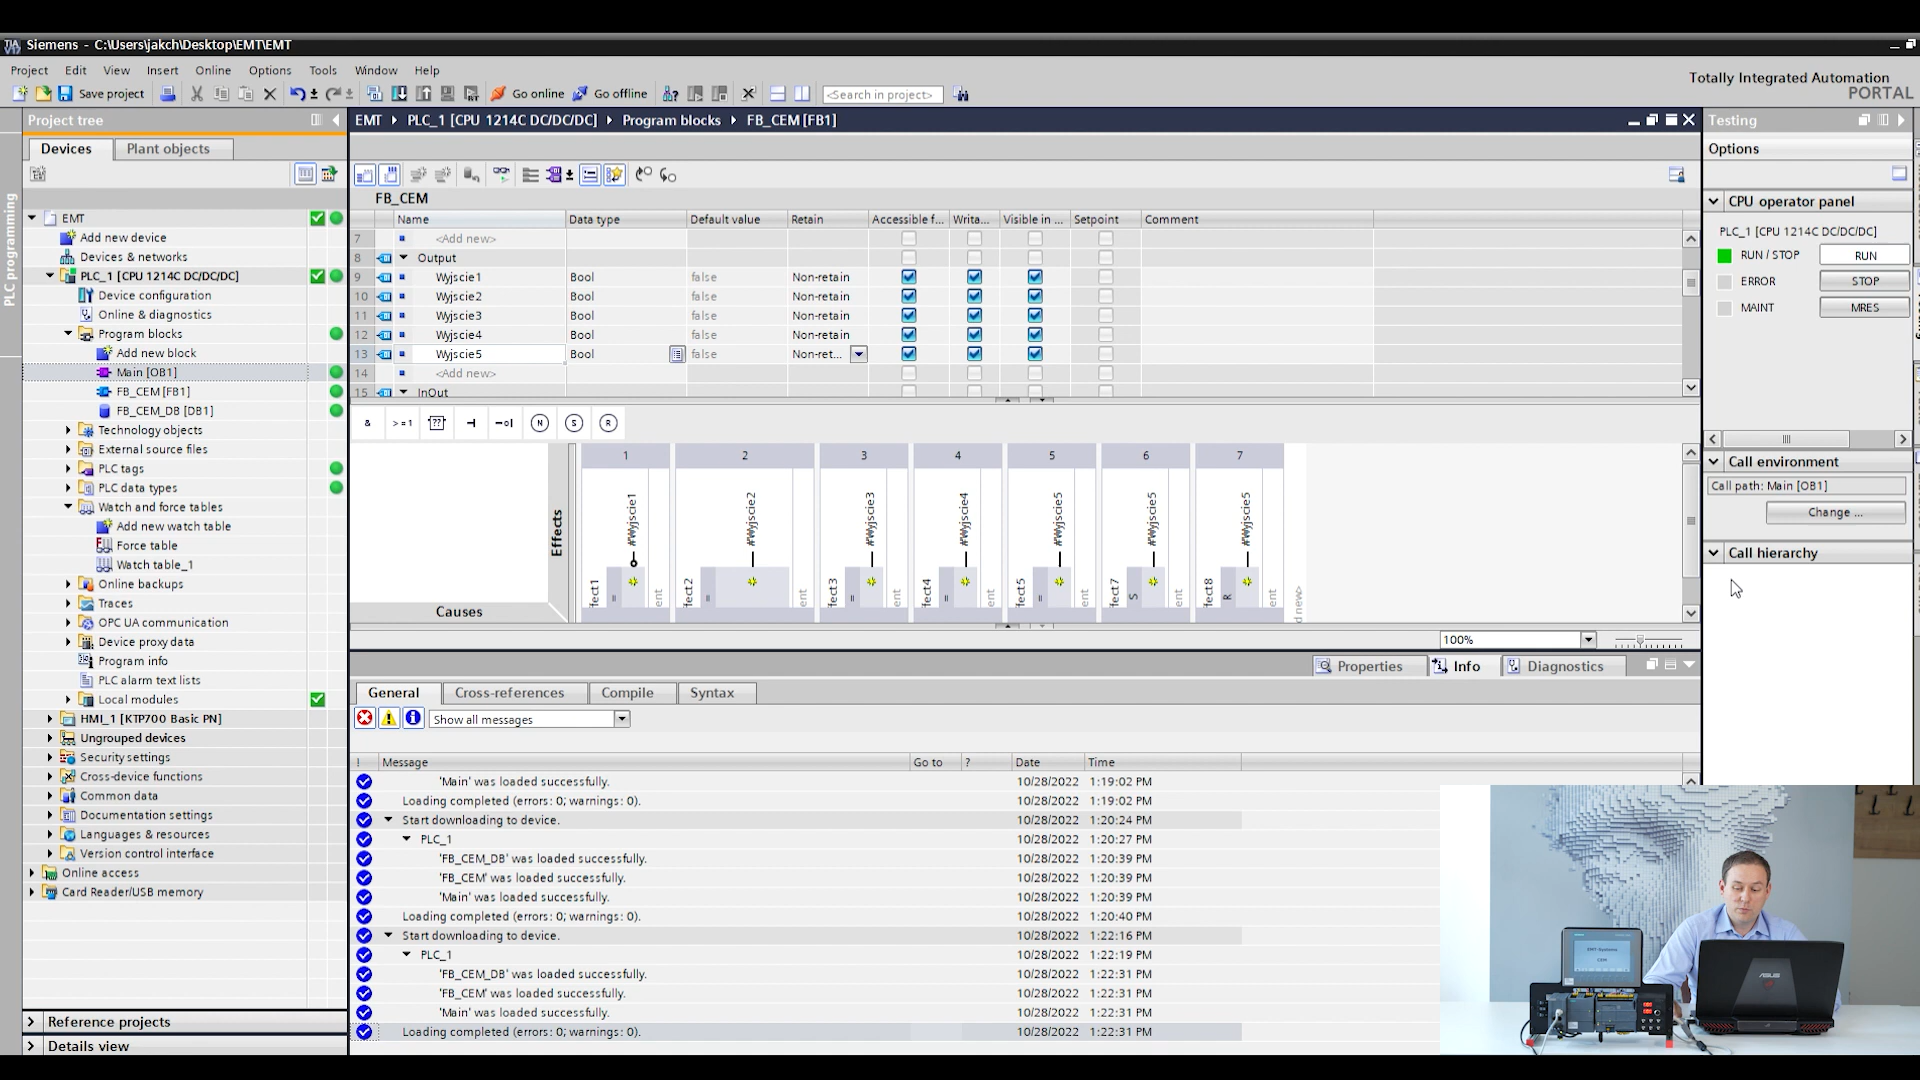 Siemens - C:\Users\jakch\Desktop\EMT\EMT
Project Edit View Insert Online Options Tools Window Help
Totally Integrated Automation
PORTAL
Save project
Go online
Go offline
<Search in project>
Project tree
EMT PLC_1 [CPU 1214C DC/DC/DC] Program blocks FB_CEM [FB1]
Testing
Devices
Plant objects
Options
PLC programming
EMT
Add new device
Devices & networks
PLC_1 [CPU 1214C DC/DC/DC]
Device configuration
Online & diagnostics
Program blocks
Add new block
Main [OB1]
FB_CEM [FB1]
FB_CEM_DB [DB1]
Technology objects
External source files
PLC tags
PLC data types
Watch and force tables
Add new watch table
Force table
Watch table_1
Online backups
Traces
OPC UA communication
Device proxy data
Program info
PLC alarm text lists
Local modules
HMI_1 [KTP700 Basic PN]
Ungrouped devices
Security settings
Cross-device functions
Common data
Documentation settings
Languages & resources
Version control interface
Online access
Card Reader/USB memory
Reference projects
Details view
FB_CEM
Name Data type Default value Retain Accessible f... Writa... Visible in ... Setpoint Comment
7 <Add new>
8 Output
9 Wyjscie1 Bool false Non-retain
10 Wyjscie2 Bool false Non-retain
11 Wyjscie3 Bool false Non-retain
12 Wyjscie4 Bool false Non-retain
13 Wyjscie5 Bool false Non-ret...
14 <Add new>
15 InOut
& >=1 ?? N S R
1 2 3 4 5 6 7
#Wyjscie1 #Wyjscie2 #Wyjscie3 #Wyjscie4 #Wyjscie5 #Wyjscie5 #Wyjscie5
Effects
fect1 = ent fect2 = ent fect3 = ent fect4 = ent fect5 = ent fect7 S ent fect8 R ent d new>
Causes
100%
Properties Info Diagnostics
General Cross-references Compile Syntax
Show all messages
! Message Go to ? Date Time
'Main' was loaded successfully. 10/28/2022 1:19:02 PM
Loading completed (errors: 0; warnings: 0). 10/28/2022 1:19:02 PM
Start downloading to device. 10/28/2022 1:20:24 PM
PLC_1 10/28/2022 1:20:27 PM
'FB_CEM_DB' was loaded successfully. 10/28/2022 1:20:39 PM
'FB_CEM' was loaded successfully. 10/28/2022 1:20:39 PM
'Main' was loaded successfully. 10/28/2022 1:20:39 PM
Loading completed (errors: 0; warnings: 0). 10/28/2022 1:20:40 PM
Start downloading to device. 10/28/2022 1:22:16 PM
PLC_1 10/28/2022 1:22:19 PM
'FB_CEM_DB' was loaded successfully. 10/28/2022 1:22:31 PM
'FB_CEM' was loaded successfully. 10/28/2022 1:22:31 PM
'Main' was loaded successfully. 10/28/2022 1:22:31 PM
Loading completed (errors: 0; warnings: 0). 10/28/2022 1:22:31 PM
CPU operator panel
PLC_1 [CPU 1214C DC/DC/DC]
RUN / STOP RUN
ERROR STOP
MAINT MRES
Call environment
Call path: Main [OB1]
Change ...
Call hierarchy
EMT-Systems
CEM
ASUS